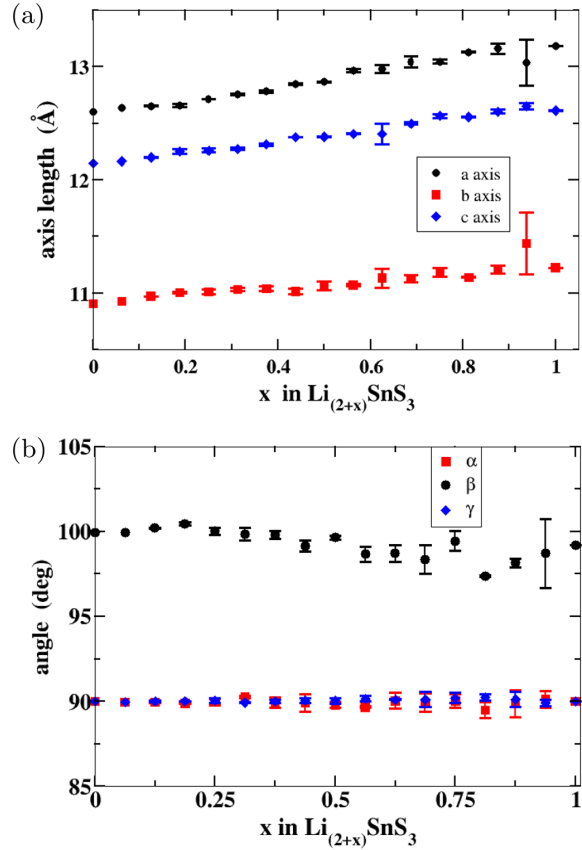 (a)
13
12
11
axis length (Å)
a axis
b axis
c axis
0
0.2
0.4
0.6
0.8
1
x in Li(2+x)SnS3
(b)
105
100
95
90
85
angle (deg)
α
β
γ
0
0.25
0.5
0.75
1
x in Li(2+x)SnS3